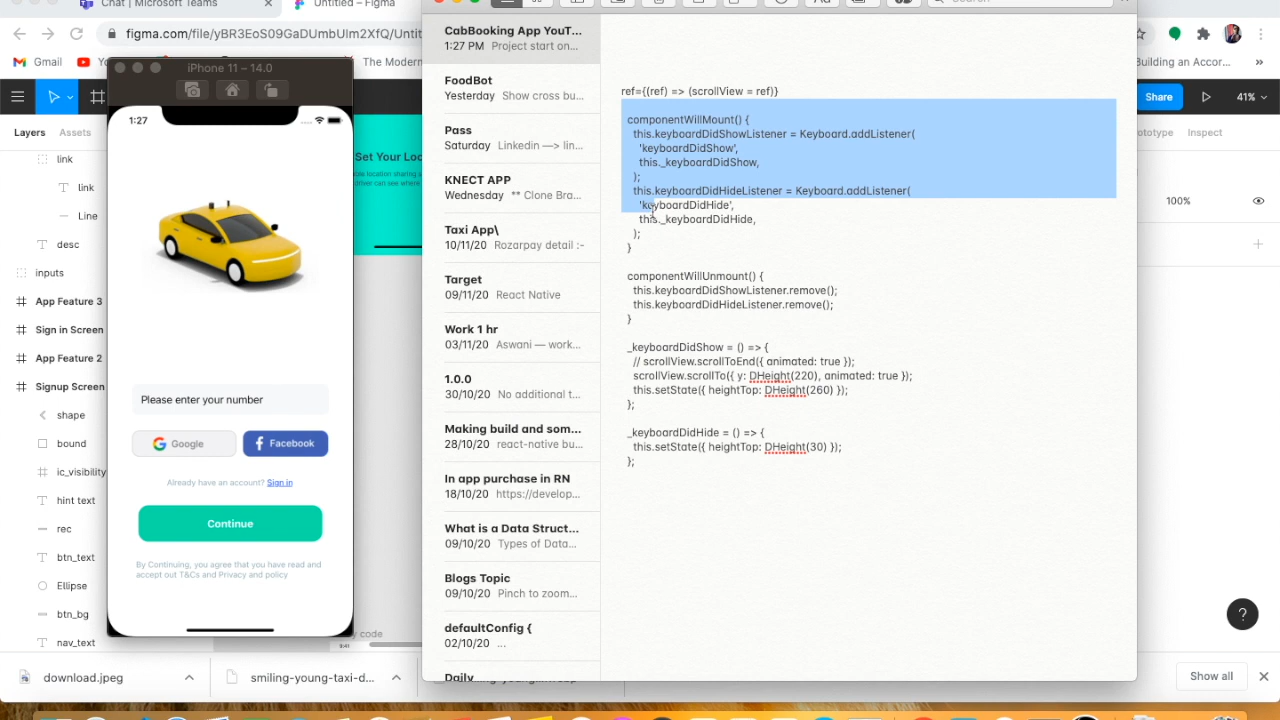 Chat | Microsoft Teams
Untitled – Figma
figma.com/file/yBR3EoS09GaDUmbUlm2XfQ/Untit
Gmail
The Modern
Building an Accor...
Share
41%
Layers
Assets
Inspect
link
link
Line
desc
inputs
App Feature 3
Sign in Screen
App Feature 2
Signup Screen
shape
bound
ic_visibility
hint text
rec
btn_text
Ellipse
btn_bg
nav_text
iPhone 11 – 14.0
1:27
Please enter your number
Google
Facebook
Already have an account? Sign in
Continue
By Continuing, you agree that you have read and
accept out T&Cs and Privacy and policy
Set Your Loc
driver can see where
9:41
CabBooking App YouT...
1:27 PM Project start on...
FoodBot
Yesterday Show cross bu...
Pass
Saturday Linkedin —> lin...
KNECT APP
Wednesday ** Clone Bra...
Taxi App\
10/11/20 Rozarpay detail :-
Target
09/11/20 React Native
Work 1 hr
03/11/20 Aswani — work...
1.0.0
30/10/20 No additional t...
Making build and som...
28/10/20 react-native bu...
In app purchase in RN
18/10/20 https://develop...
What is a Data Struct...
09/10/20 Types of Data...
Blogs Topic
09/10/20 Pinch to zoom...
defaultConfig {
02/10/20 ...
Daily
Search
ref={(ref) => (scrollView = ref)}
componentWillMount() {
this.keyboardDidShowListener = Keyboard.addListener(
'keyboardDidShow',
this._keyboardDidShow,
);
this.keyboardDidHideListener = Keyboard.addListener(
'keyboardDidHide',
this._keyboardDidHide,
);
}
componentWillUnmount() {
this.keyboardDidShowListener.remove();
this.keyboardDidHideListener.remove();
}
_keyboardDidShow = () => {
// scrollView.scrollToEnd({ animated: true });
scrollView.scrollTo({ y: DHeight(220), animated: true });
this.setState({ heightTop: DHeight(260) });
};
_keyboardDidHide = () => {
this.setState({ heightTop: DHeight(30) });
};
100%
?
download.jpeg
smiling-young-taxi-d...
Show all